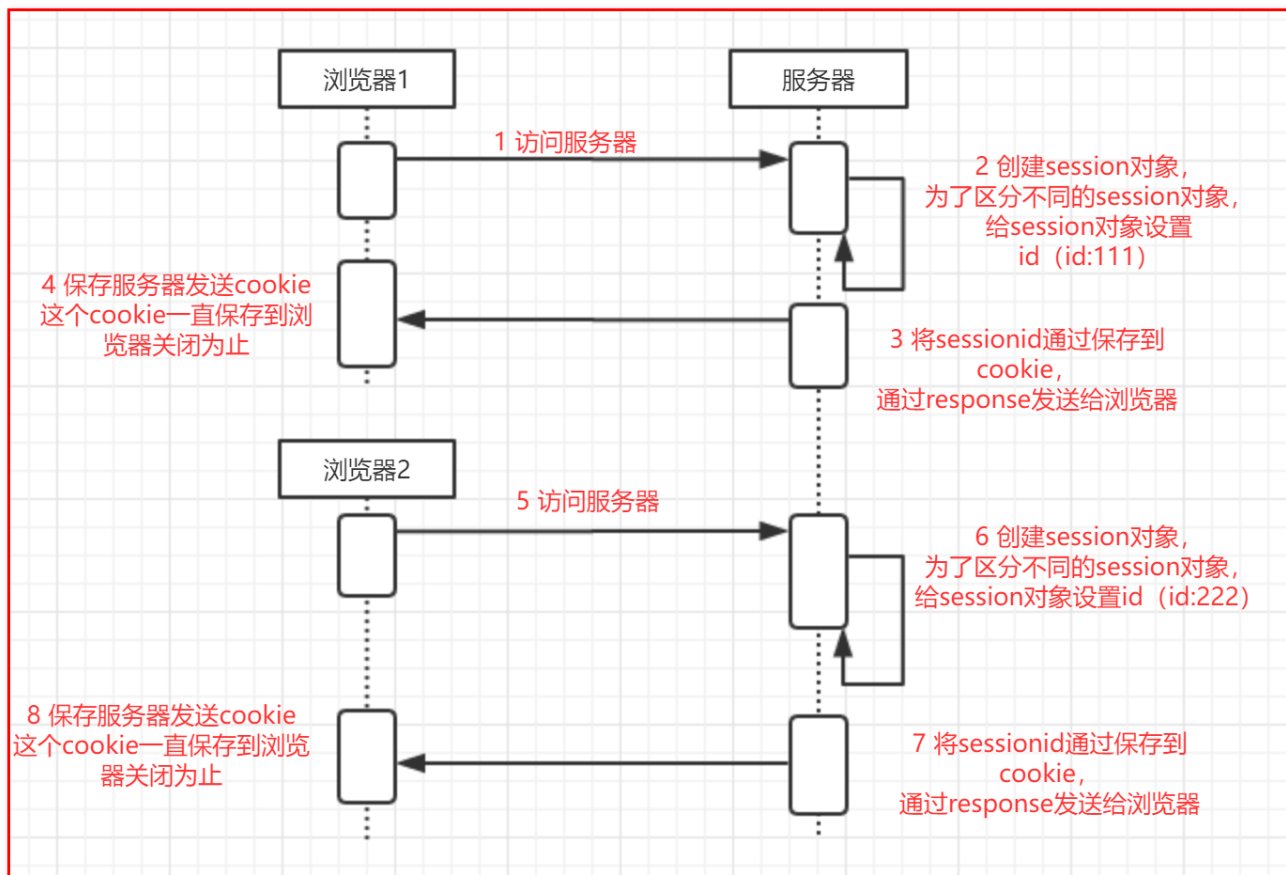 浏览器1
服务器
1 访问服务器
2 创建session对象，
为了区分不同的session对象，
给session对象设置
id（id:111）
3 将sessionid通过保存到
cookie，
通过response发送给浏览器
4 保存服务器发送cookie
这个cookie一直保存到浏
览器关闭为止
浏览器2
5 访问服务器
6 创建session对象，
为了区分不同的session对象，
给session对象设置id（id:222）
7 将sessionid通过保存到
cookie，
通过response发送给浏览器
8 保存服务器发送cookie
这个cookie一直保存到浏览
器关闭为止